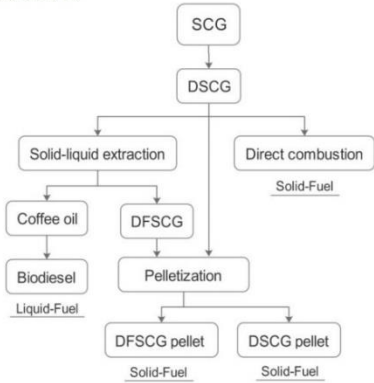 SCG
DSCG
Solid-liquid extraction
Direct combustion
Solid-Fuel
Coffee oil
DFSCG
Biodiesel
Pelletization
Liquid-Fuel
DFSCG pellet
DSCG pellet
Solid-Fuel
Solid-Fuel